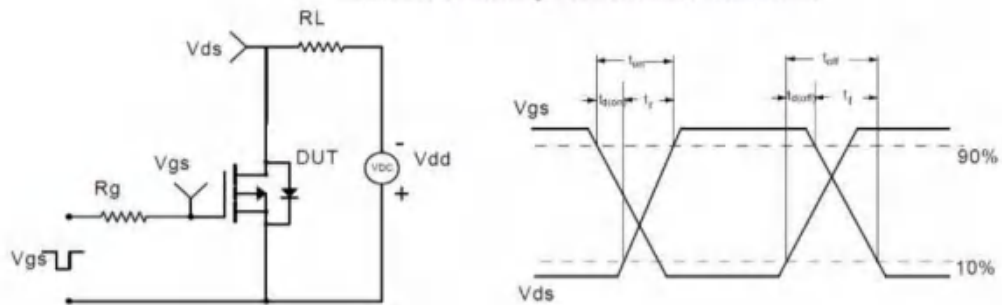 RL
Vds
DUT
Vgs
Rg
Vgs
VDC
-
Vdd
+
ton
toff
td(on) tr
td(off) tf
Vgs
90%
10%
Vds